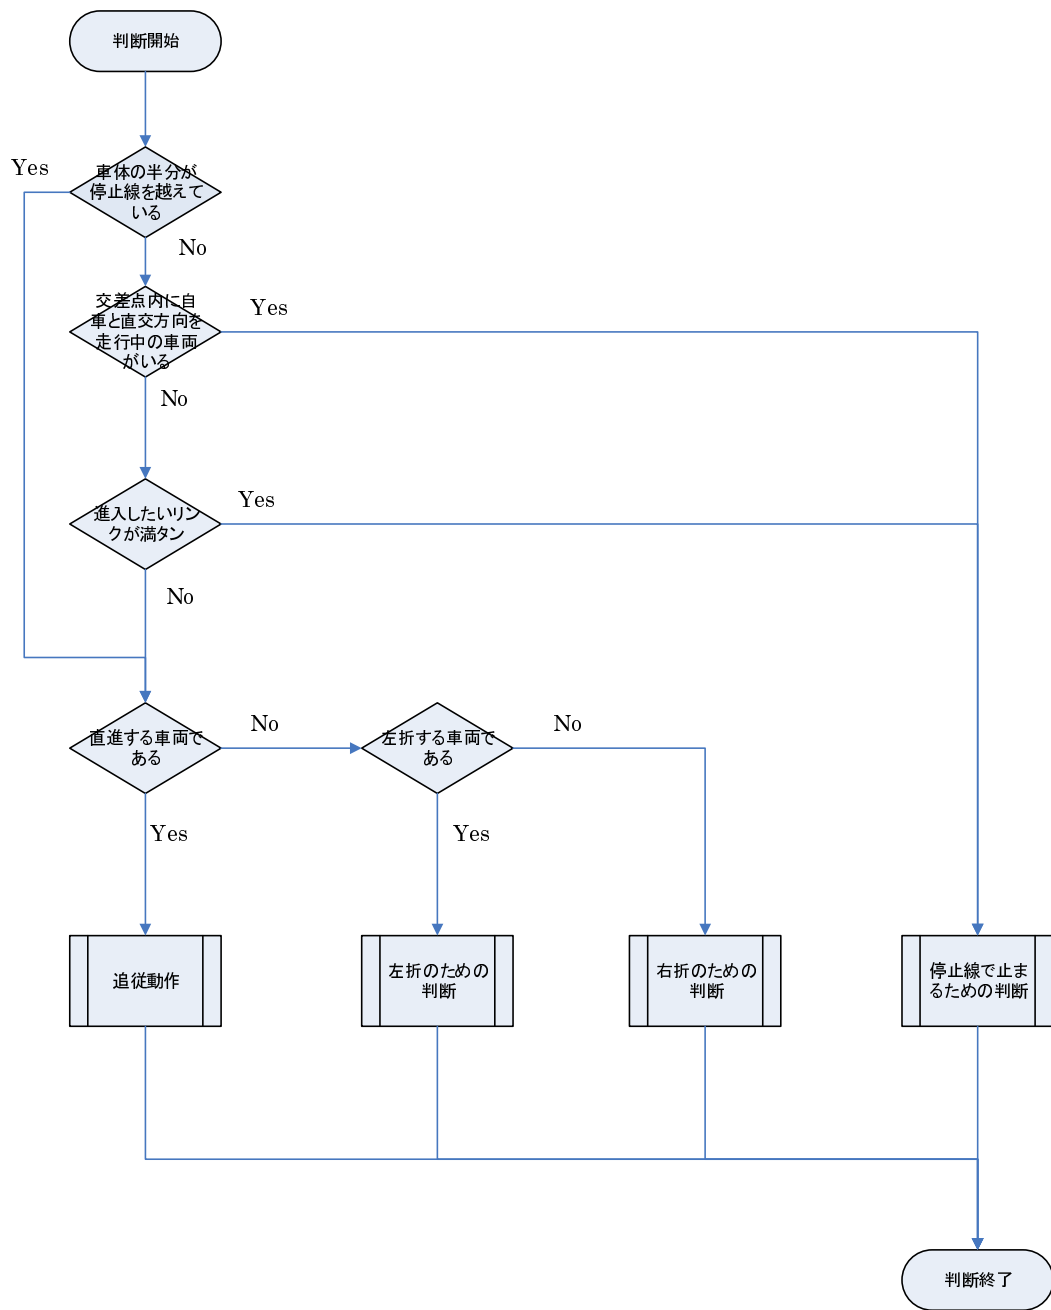 判断開始
Yes
車体の半分が
停止線を越えて
いる
No
交差点内に自
車と直交方向を
走行中の車両
がいる
Yes
No
進入したいリン
クが満タン
Yes
No
直進する車両で
ある
No
左折する車両で
ある
No
Yes
Yes
追従動作
左折のための
判断
右折のための
判断
停止線で止ま
るための判断
判断終了